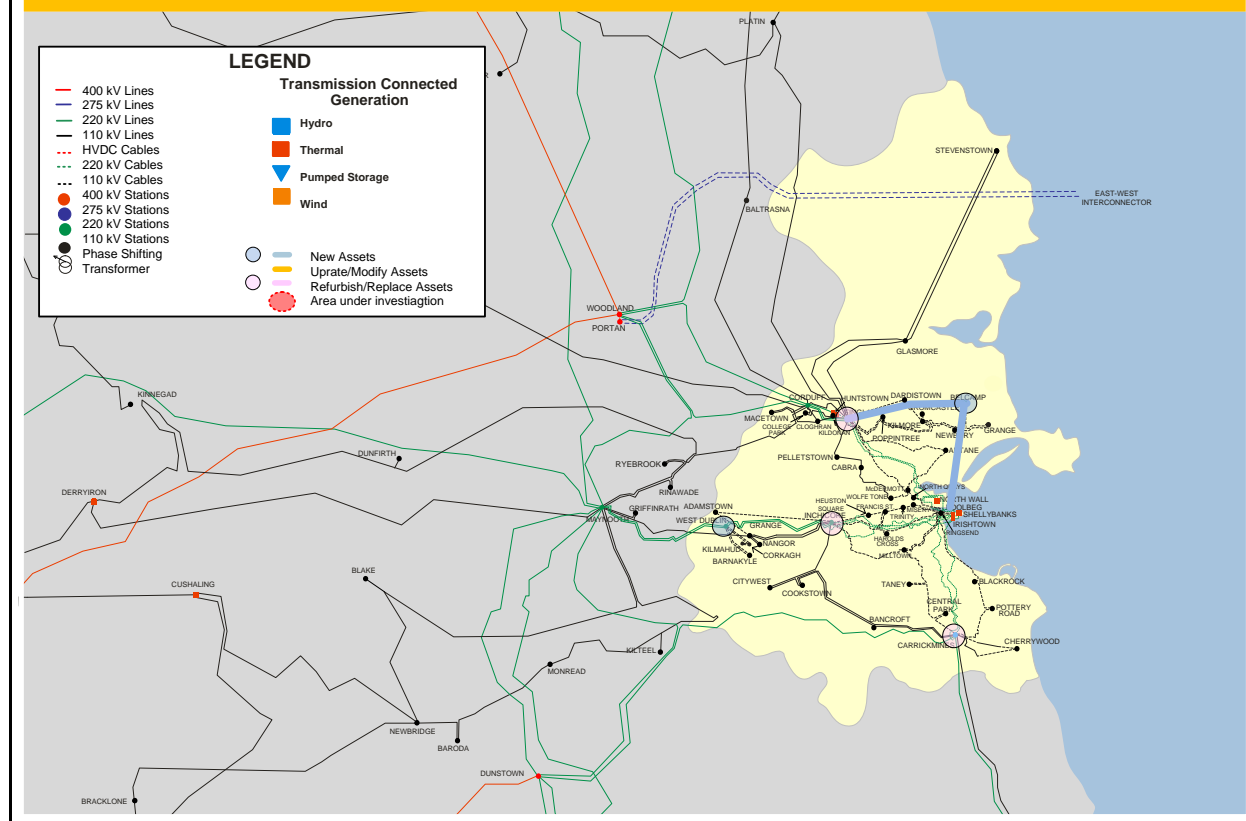 PLATIN
LEGEND
Transmission Connected
Generation
400 kV Lines
275 kV Lines
220 kV Lines
110 kV Lines
HVDC Cables
220 kV Cables
110 kV Cables
400 kV Stations
275 kV Stations
220 kV Stations
110 kV Stations
Phase Shifting
Transformer
Hydro
Thermal
Pumped Storage
Wind
New Assets
Uprate/Modify Assets
Refurbish/Replace Assets
Area under investiagtion
R
STEVENSTOWN
EAST-WEST
INTERCONNECTOR
BALTRASNA
WOODLAND
PORTAN
GLASMORE
KINNEGAD
CORDUFF
HUNTSTOWN
DARDISTOWN
BELCAMP
MACETOWN
COLLEGE
PARK
CLOGHRAN
KILDONAN
KILMORE
POPPINTREE
NEWBURY
GRANGE
DUNFIRTH
RYEBROOK
PELLETSTOWN
CABRA
RINAWADE
McDERMOTT
WOLFE TONE
DERRYIRON
GRIFFINRATH
MAYNOOTH
ADAMSTOWN
WEST DUBLIN
HEUSTON
SQUARE
INCHICORE
FRANCIS ST
TRINITY
NORTH WALL
SHELLYBANKS
IRISHTOWN
RINGSEND
GRANGE
NANGOR
KILMAHUD
CORKAGH
BARNAKYLE
HAROLDS
CROSS
MILLTOWN
CUSHALING
BLAKE
CITYWEST
COOKSTOWN
TANEY
BLACKROCK
CENTRAL
PARK
POTTERY
ROAD
BANCROFT
CARRICKMINES
CHERRYWOOD
KILTEEL
MONREAD
NEWBRIDGE
BARODA
DUNSTOWN
BRACKLONE